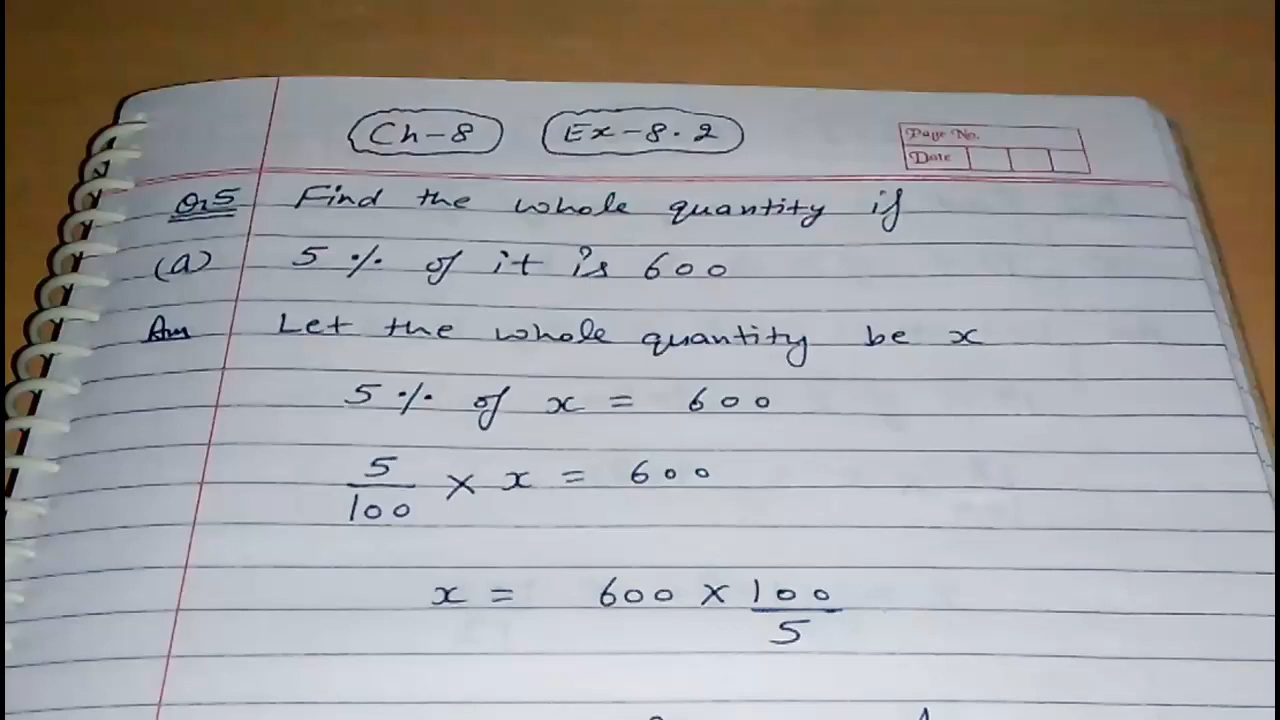 Ch-8 Ex-8.2
Page No.
Date
Q.5 Find the whole quantity if
(a) 5 % of it is 600
Ans Let the whole quantity be x
5 % of x = 600
5/100 × x = 600
x = 600 × 100/5